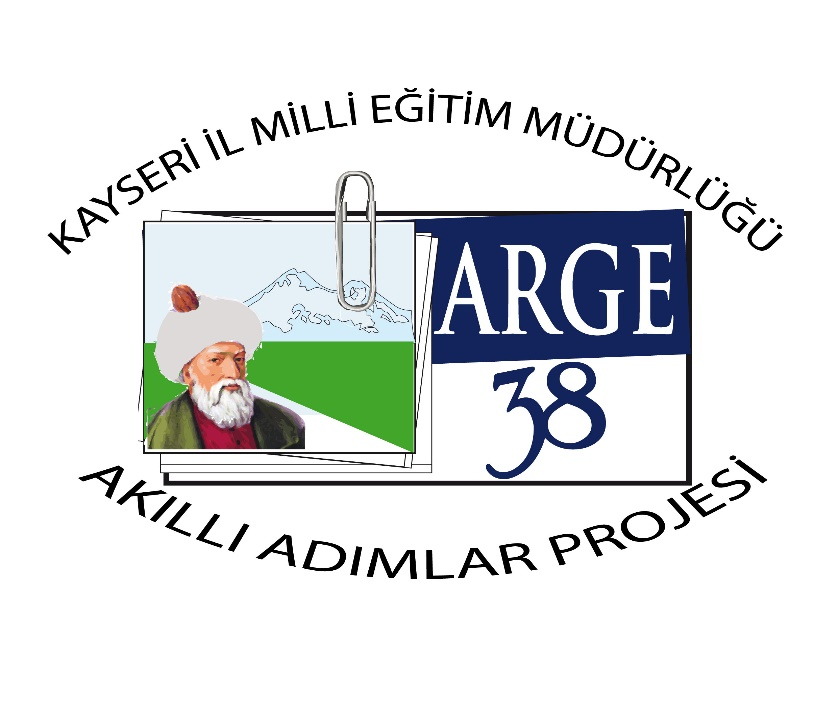 KAYSERİ İL MİLLİ EĞİTİM MÜDÜRLÜĞÜ
ARGE
38
AKILLI ADIMLAR PROJESİ